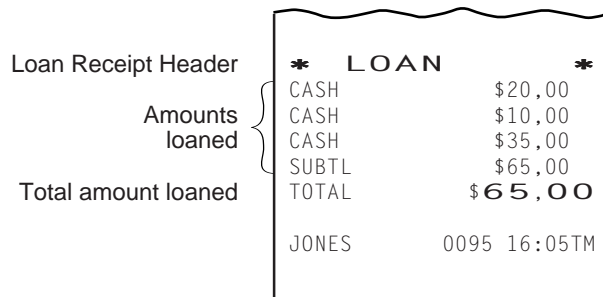 Loan Receipt Header * LOAN *
CASH $20,00
Amounts CASH $10,00
loaned CASH $35,00
SUBTL $65,00
Total amount loaned TOTAL $65,00
JONES 0095 16:05TM